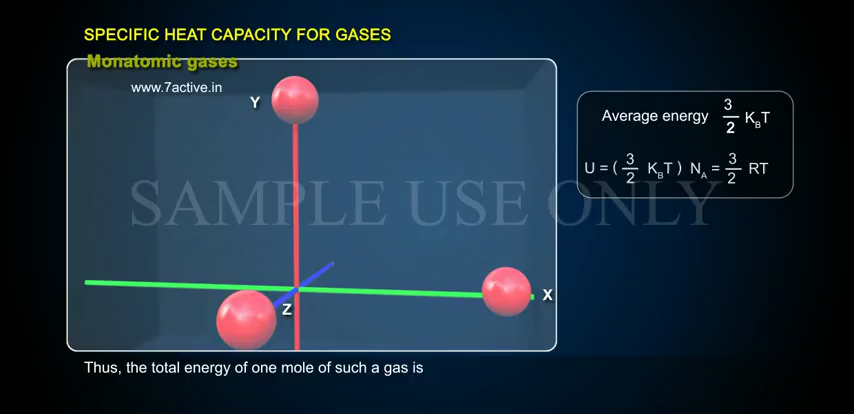 SPECIFIC HEAT CAPACITY FOR GASES
Monatomic gases
www.7active.in
Y
X
Z
Average energy 3/2 K_BT
U = ( 3/2 K_BT ) N_A = 3/2 RT
SAMPLE USE ONLY
Thus, the total energy of one mole of such a gas is